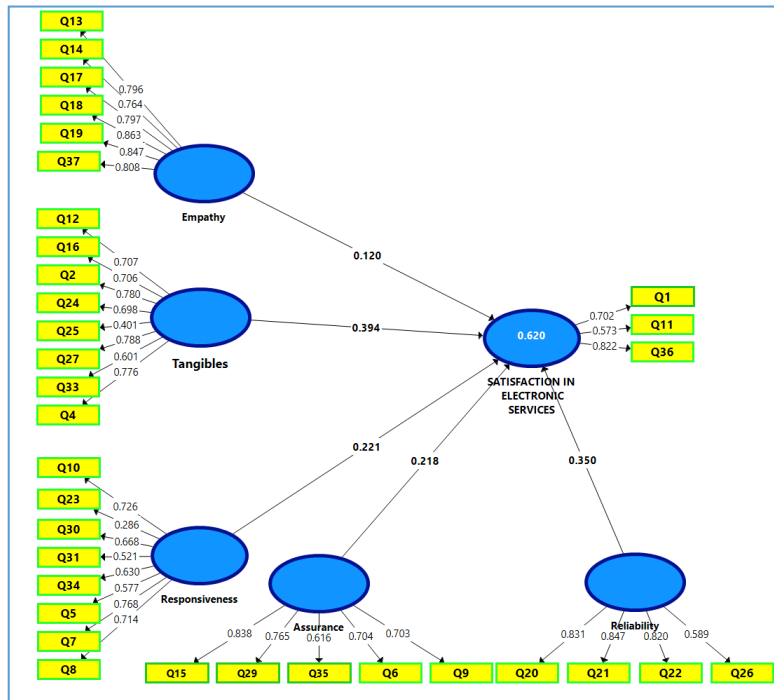 Q13
Q14
Q17
Q18
Q19
Q37
0.796
0.764
0.797
0.863
0.847
0.808
Empathy
Q12
Q16
Q2
Q24
Q25
Q27
Q33
Q4
0.707
0.706
0.780
0.698
0.401
0.788
0.601
0.776
Tangibles
0.120
0.394
0.620
SATISFACTION IN
ELECTRONIC
SERVICES
0.702
0.573
0.822
Q1
Q11
Q36
0.221
0.218
0.350
Q10
Q23
Q30
Q31
Q34
Q5
Q7
Q8
0.726
0.286
0.668
0.521
0.630
0.577
0.768
0.714
Responsiveness
Assurance
0.838
0.765
0.616
0.704
0.703
Q15
Q29
Q35
Q6
Q9
Reliability
0.831
0.847
0.820
0.589
Q20
Q21
Q22
Q26